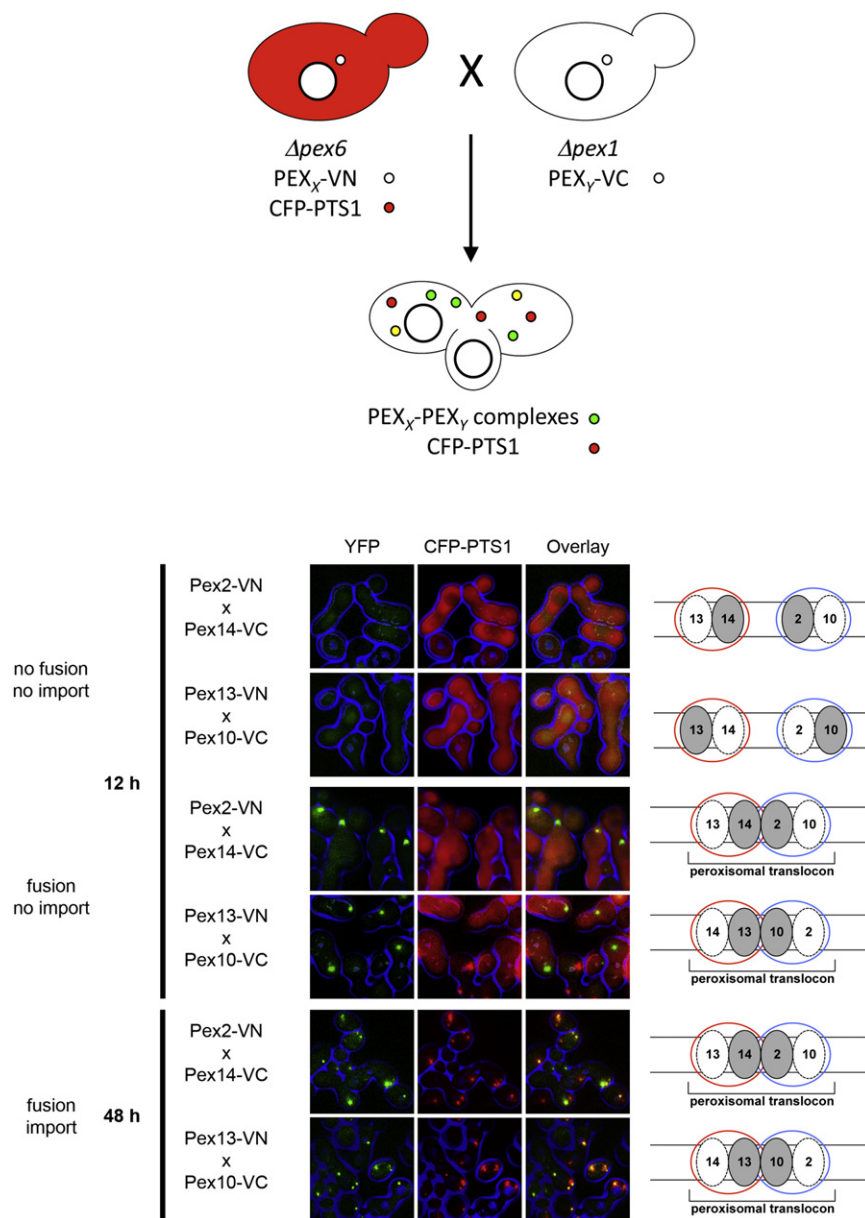 X
Δpex6
PEXX-VN
CFP-PTS1
Δpex1
PEXY-VC
PEXX-PEXY complexes
CFP-PTS1
YFP CFP-PTS1 Overlay
no fusion
no import
12 h
Pex2-VN
x
Pex14-VC
13 14 2 10
Pex13-VN
x
Pex10-VC
13 14 2 10
fusion
no import
Pex2-VN
x
Pex14-VC
13 14 2 10
peroxisomal translocon
Pex13-VN
x
Pex10-VC
14 13 10 2
peroxisomal translocon
fusion
import
48 h
Pex2-VN
x
Pex14-VC
13 14 2 10
peroxisomal translocon
Pex13-VN
x
Pex10-VC
14 13 10 2
peroxisomal translocon